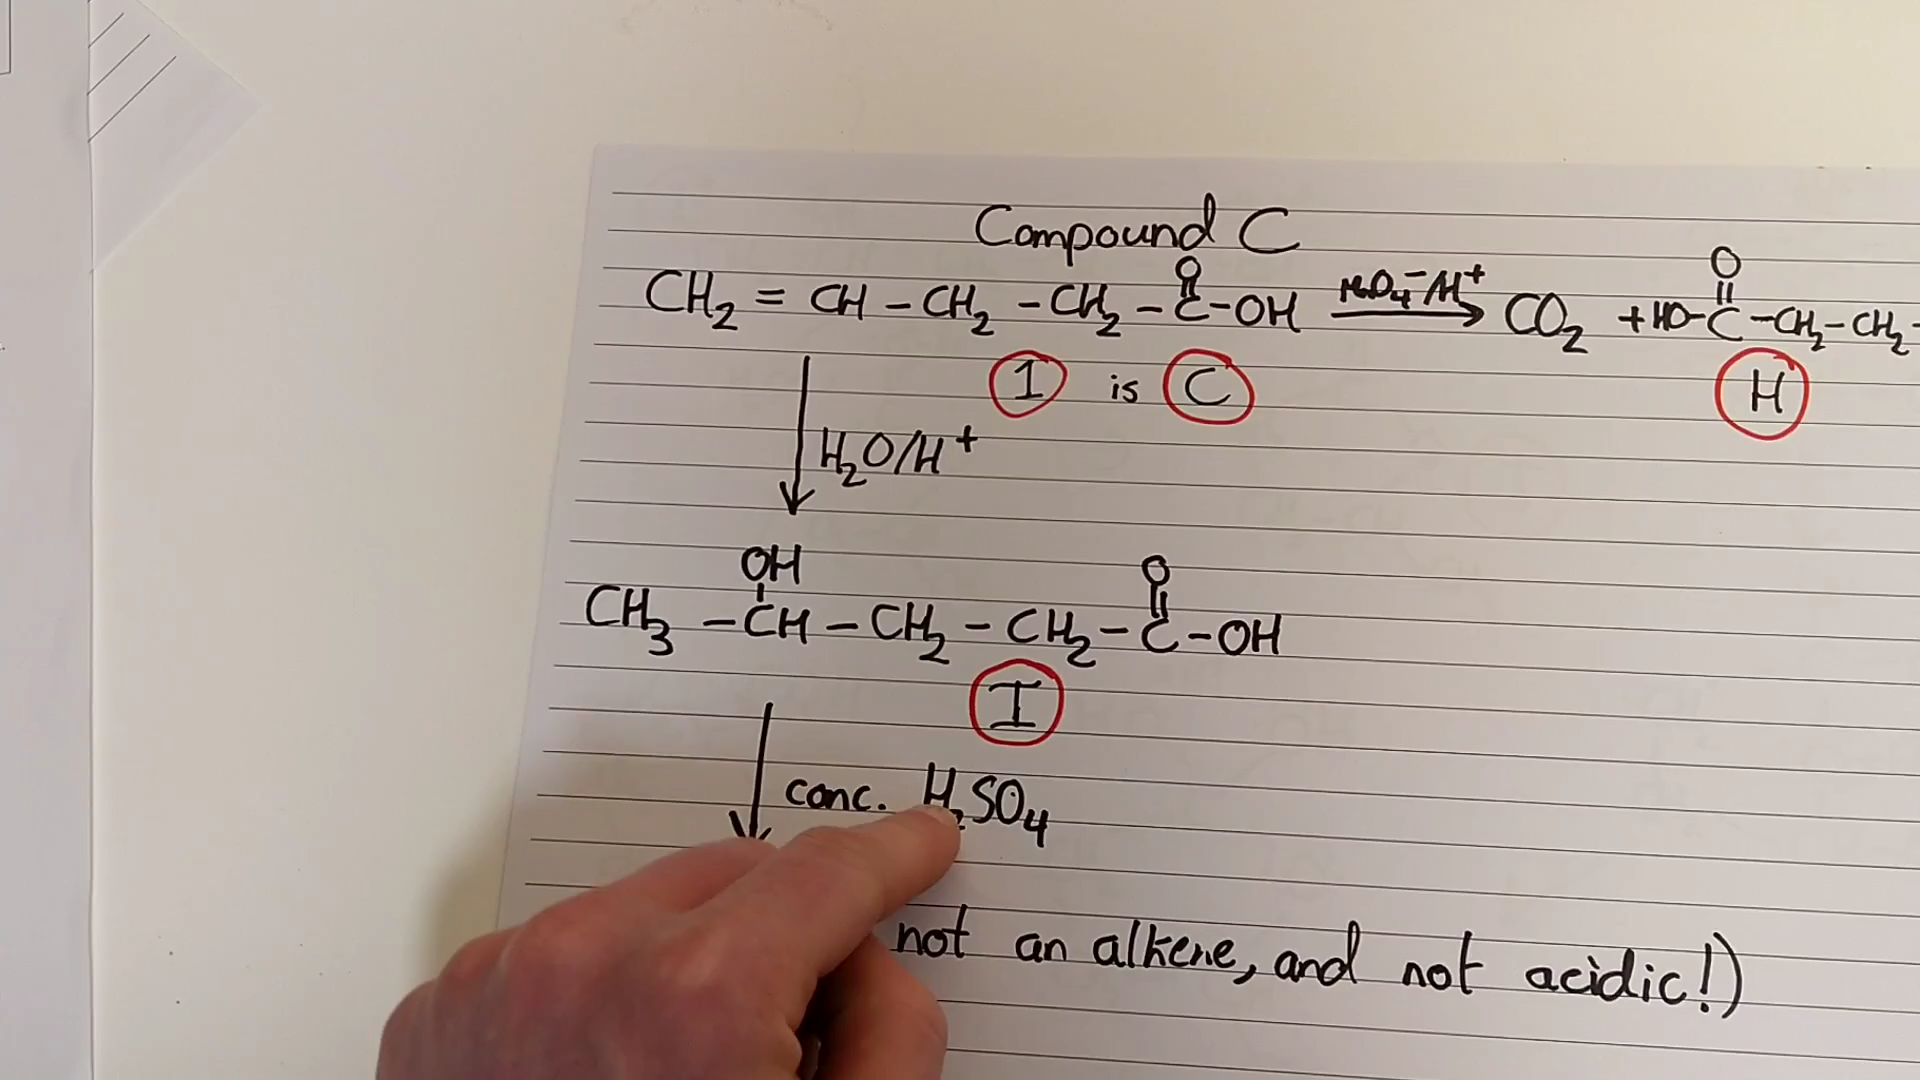 Compound C
O
CH2 = CH - CH2 - CH2 - C - OH MnO4-/H+ → CO2 + HO - C - CH2 - CH2 -
O
I is C
H
H2O/H+
OH
O
CH3 - CH - CH2 - CH2 - C - OH
I
conc. H2SO4
not an alkene, and not acidic!)